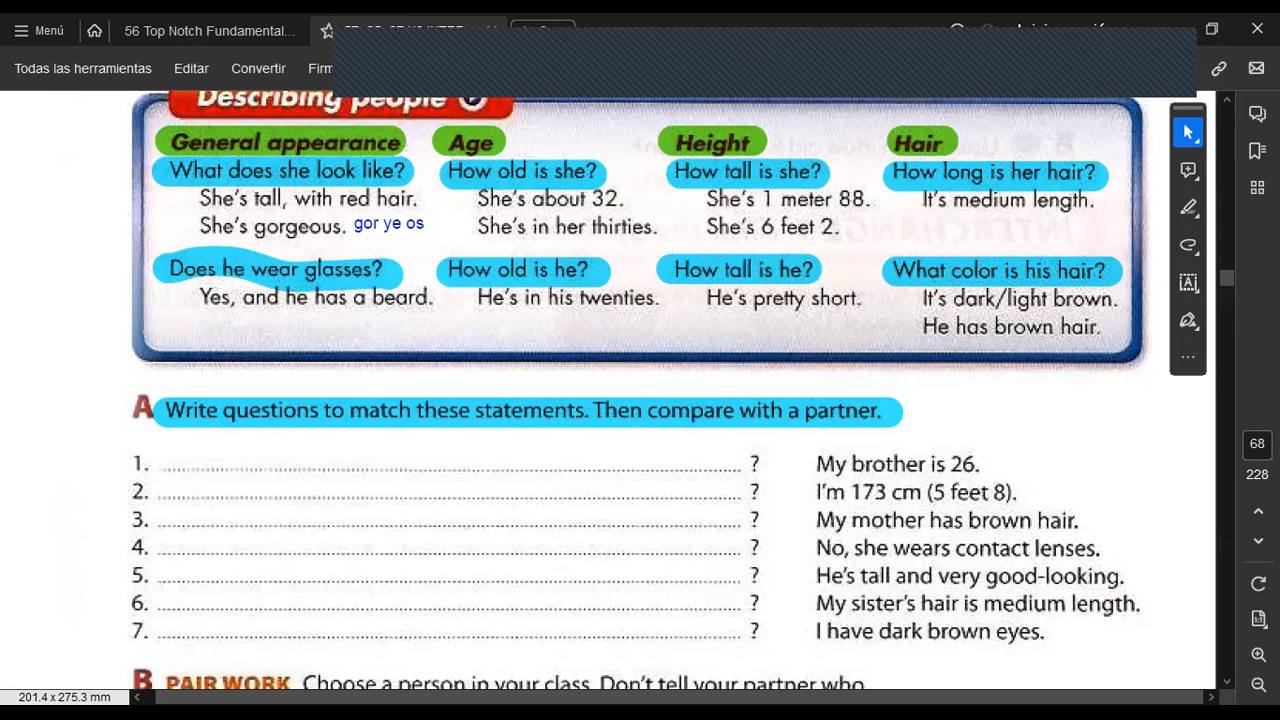 Menú
56 Top Notch Fundamental...
Todas las herramientas
Editar
Convertir
Firm
Describing people
General appearance
What does she look like?
She's tall, with red hair.
She's gorgeous. gor ye os
Does he wear glasses?
Yes, and he has a beard.
Age
How old is she?
She's about 32.
She's in her thirties.
How old is he?
He's in his twenties.
Height
How tall is she?
She's 1 meter 88.
She's 6 feet 2.
How tall is he?
He's pretty short.
Hair
How long is her hair?
It's medium length.
What color is his hair?
It's dark/light brown.
He has brown hair.
A Write questions to match these statements. Then compare with a partner.
1. ? My brother is 26.
2. ? I'm 173 cm (5 feet 8).
3. ? My mother has brown hair.
4. ? No, she wears contact lenses.
5. ? He's tall and very good-looking.
6. ? My sister's hair is medium length.
7. ? I have dark brown eyes.
B PAIR WORK Choose a person in your class. Don't tell your partner who
68
228
201.4 x 275.3 mm